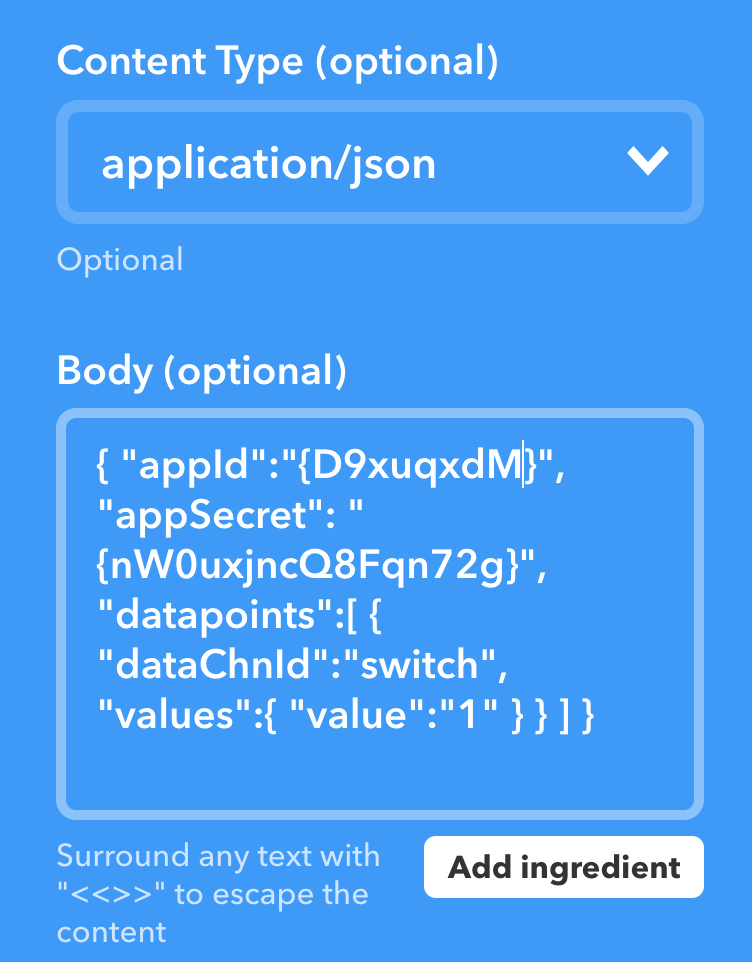 Content Type (optional)
application/json
Optional
Body (optional)
{ "appId":"{D9xuqxdM}",
"appSecret": "
{nW0uxjncQ8Fqn72g}",
"datapoints":[ {
"dataChnId":"switch",
"values":{ "value":"1" } } ] }
Surround any text with
"<<>>" to escape the
content
Add ingredient